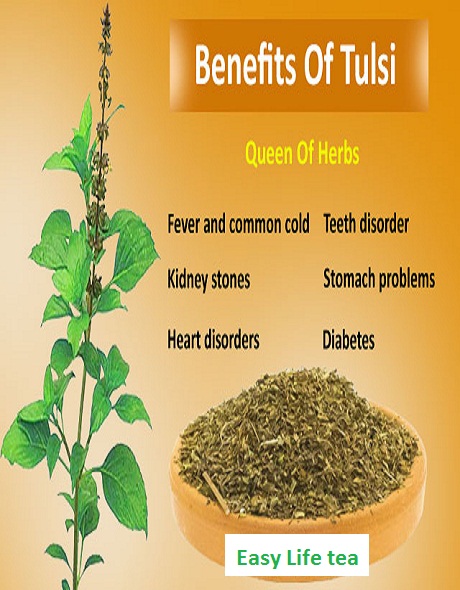 Benefits Of Tulsi
Queen Of Herbs
Fever and common cold Teeth disorder
Kidney stones Stomach problems
Heart disorders Diabetes
Easy Life tea